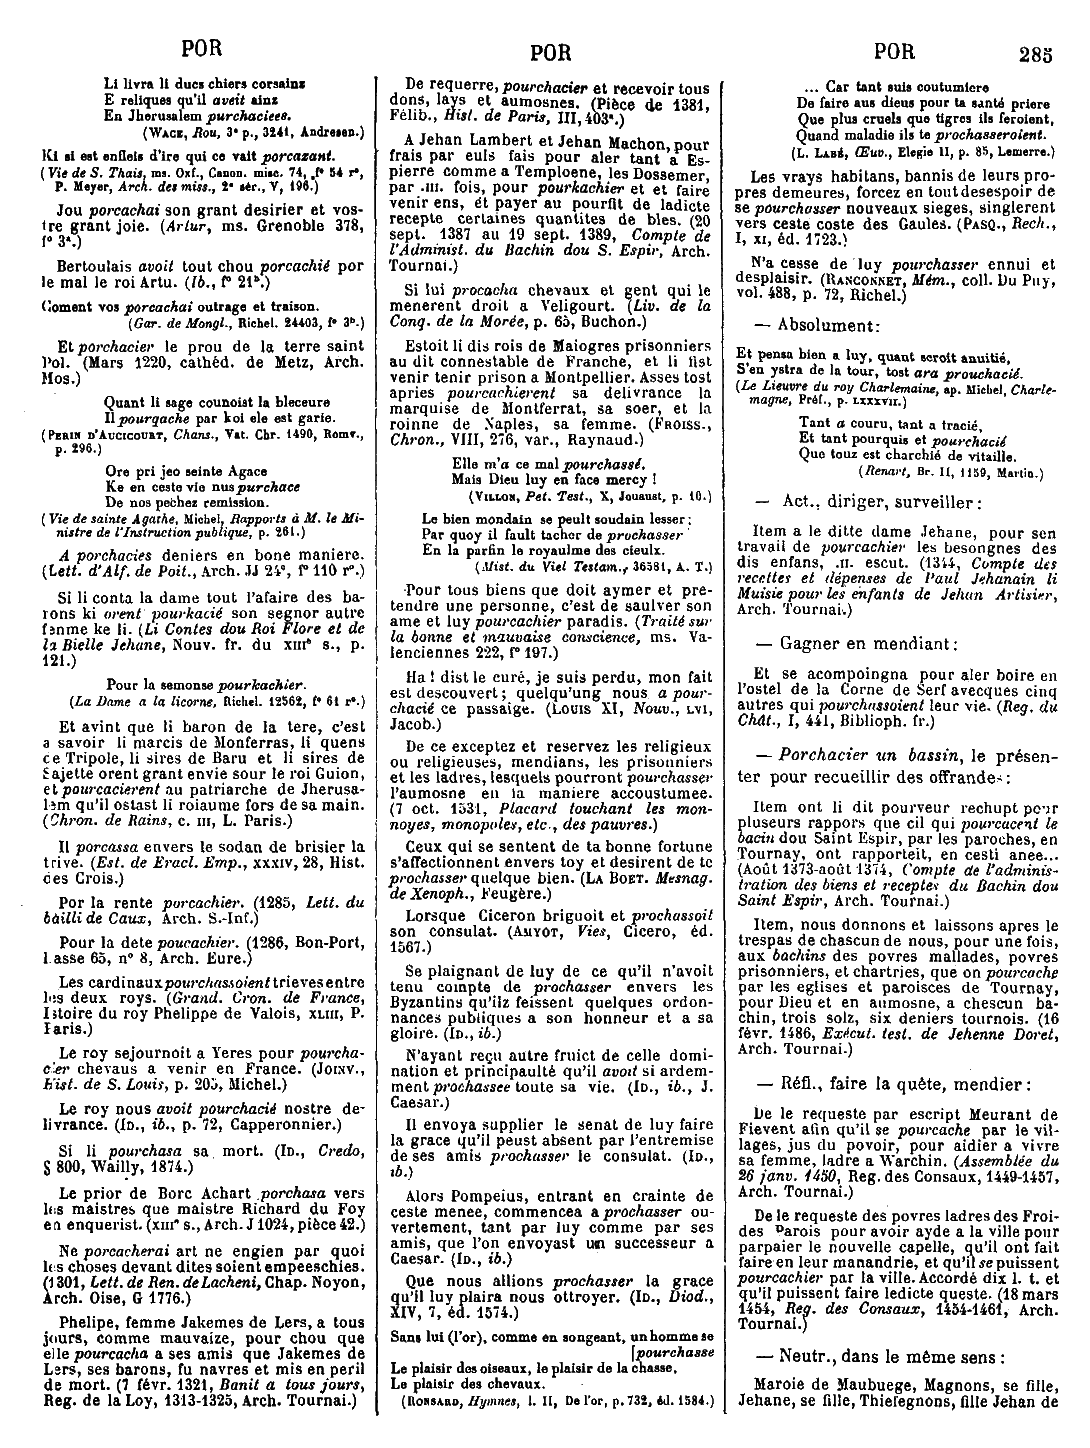 POR
POR
POR 285
Li livra li ducs chiers corsains
E reliques qu'il aveit ainz
En Jherusalem purchaciees.
(WACE, Rou, 3e p., 3241, Andresen.)
Ki si est enfleis d'ire qui ce vait porcazant.
(Vie de S. Thais, ms. Oxf., Canon. misc. 74, fo 54 ro,
P. Meyer, Arch. des miss., 2e sér., V, 196.)
Jou porcachai son grant desirier et vos-
tre grant joie. (Artur, ms. Grenoble 378,
fo 3a.)
Bertoulais avoit tout chou porcachié por
le mal le roi Artu. (Ib., fo 21b.)
Coment vos porcachai outrage et traison.
(Gar. de Mongl., Richel. 24403, fo 3b.)
Et porchacier le prou de la terre saint
Pol. (Mars 1220, cathéd. de Metz, Arch.
Mos.)
Quant li sage counoist la bleceure
Il pourqache par koi ele est garie.
(PERIN D'AUCICOURT, Chans., Vat. Chr. 1490, Romv.,
p. 296.)
Ore pri jeo seinte Agace
Ke en ceste vie nus purchace
De nos pechez remission.
(Vie de sainte Agathe, Michel, Rapports à M. le Mi-
nistre de l'Instruction publique, p. 261.)
A porchacies deniers en bone maniere.
(Lett. d'Alf. de Poit., Arch. JJ 24c, fo 110 ro.)
Si li conta la dame tout l'afaire des ba-
rons ki orent pourkacié son segnor autre
fenme ke li. (Li Contes dou Roi Flore et de
la Bielle Jehane, Nouv. fr. du XIIIe s., p.
121.)
Pour la semonse pourkachier.
(La Dame a la licorne, Richel. 12562, fo 61 ro.)
Et avint que li baron de la tere, c'est
a savoir li marcis de Monferras, li quens
de Tripole, li sires de Baru et li sires de
Sajette orent grant envie sour le roi Guion,
et pourcacierent au patriarche de Jherusa-
lem qu'il ostast li roiaume fors de sa main.
(Chron. de Rains, c. III, L. Paris.)
Il porcassa envers le sodan de brisier la
trive. (Est. de Eracl. Emp., XXXIV, 28, Hist.
des Crois.)
Por la rente porcachier. (1285, Lett. du
bailli de Caux, Arch. S.-Inf.)
Pour la dete poucachier. (1286, Bon-Port,
liasse 65, no 8, Arch. Eure.)
Les cardinaux pourchassoient trieves entre
les deux roys. (Grand. Cron. de France,
Istoire du roy Phelippe de Valois, XLIII, P.
Paris.)
Le roy sejournoit a Yeres pour pourcha-
cier chevaus a venir en France. (JOINV.,
Hist. de S. Louis, p. 205, Michel.)
Le roy nous avoit pourchacié nostre de-
livrance. (ID., ib., p. 72, Capperonnier.)
Si li pourchasa sa mort. (ID., Credo,
§ 800, Wailly, 1874.)
Le prior de Borc Achart porchasa vers
les maistres que maistre Richard du Foy
en enquerist. (XIIIe s., Arch. J 1024, pièce 42.)
Ne porcacherai art ne engien par quoi
les choses devant dites soient empeeschies.
(1301, Lett. de Ren. de Lacheni, Chap. Noyon,
Arch. Oise, G 1776.)
Phelipe, femme Jakemes de Lers, a tous
jours, comme mauvaize, pour chou que
elle pourcacha a ses amis que Jakemes de
Lers, ses barons, fu navres et mis en peril
de mort. (7 févr. 1321, Banit a tous jours,
Reg. de la Loy, 1313-1325, Arch. Tournai.)
De requerre, pourchacier et recevoir tous
dons, lays et aumosnes. (Pièce de 1381,
Félib., Hist. de Paris, III, 403a.)
A Jehan Lambert et Jehan Machon, pour
frais par euls fais pour aler tant a Es-
pierre comme a Temploene, les Dossemer,
par .III. fois, pour pourkachier et et faire
venir ens, et payer au pourfit de ladicte
recepte certaines quantites de bles. (20
sept. 1387 au 19 sept. 1389, Compte de
l'Administ. du Bachin dou S. Espir, Arch.
Tournai.)
Si lui procacha chevaux et gent qui le
menerent droit a Veligourt. (Liv. de la
Conq. de la Morée, p. 65, Buchon.)
Estoit li dis rois de Maiogres prisonniers
au dit connestable de Franche, et li fist
venir tenir prison a Montpellier. Asses tost
apries pourcachierent sa delivrance la
marquise de Montferrat, sa soer, et la
roinne de Naples, sa femme. (FROISS.,
Chron., VIII, 276, var., Raynaud.)
Elle m'a ce mal pourchassé,
Mais Dieu luy en face mercy !
(VILLON, Pet. Test., X, Jouaust, p. 10.)
Le bien mondain se peult soudain lesser;
Par quoy il fault tacher de prochasser
En la parfin le royaulme des cieulx.
(Mist. du Viel Testam., 36581, A. T.)
Pour tous biens que doit aymer et pre-
tendre une personne, c'est de saulver son
ame et luy pourcachier paradis. (Traité sur
la bonne et mauvaise conscience, ms. Va-
lenciennes 222, fo 197.)
Ha ! dist le curé, je suis perdu, mon fait
est descouvert; quelqu'ung nous a pour-
chacié ce passaige. (LOUIS XI, Nouv., LVI,
Jacob.)
De ce exceptez et reservez les religieux
ou religieuses, mendians, les prisonniers
et les ladres, lesquels pourront pourchasser
l'aumosne en la maniere accoustumee.
(7 oct. 1531, Placard touchant les mon-
noyes, monopoles, etc., des pauvres.)
Ceux qui se sentent de ta bonne fortune
s'affectionnent envers toy et desirent de te
prochasser quelque bien. (LA BOET. Mesnag.
de Xenoph., Feugère.)
Lorsque Ciceron briguoit et prochassoit
son consulat. (AMYOT, Vies, Cicero, éd.
1567.)
Se plaignant de luy de ce qu'il n'avoit
tenu compte de prochasser envers les
Byzantins qu'ilz feissent quelques ordon-
nances publiques a son honneur et a sa
gloire. (ID., ib.)
N'ayant reçu autre fruict de celle domi-
nation et principaulté qu'il avoit si ardem-
ment prochassee toute sa vie. (ID., ib., J.
Caesar.)
Il envoya supplier le senat de luy faire
la grace qu'il peust absent par l'entremise
de ses amis prochasser le consulat. (ID.,
ib.)
Alors Pompeius, entrant en crainte de
ceste menee, commencea a prochasser ou-
vertement, tant par luy comme par ses
amis, que l'on envoyast un successeur a
Caesar. (ID., ib.)
Que nous allions prochasser la grace
qu'il luy plaira nous ottroyer. (ID., Diod.,
XIV, 7, éd. 1574.)
Sans lui (l'or), comme en songeant, un homme se
[pourchasse
Le plaisir des oiseaux, le plaisir de la chasse,
Le plaisir des chevaux.
(RONSARD, Hymnes, l. II, De l'or, p. 732, éd. 1584.)
... Car tant suis coutumiere
De faire aus dieus pour ta santé priere
Que plus cruels que tigres ils seroient,
Quand maladie ils te prochasseroient.
(L. LABÉ, Œuv., Elegie II, p. 85, Lemerre.)
Les vrays habitans, bannis de leurs pro-
pres demeures, forcez en tout desespoir de
se pourchasser nouveaux sieges, singlerent
vers ceste coste des Gaules. (PASQ., Rech.,
I, XI, éd. 1723.)
N'a cesse de luy pourchasser ennui et
desplaisir. (RANCONNET, Mém., coll. Du Puy,
vol. 488, p. 72, Richel.)
— Absolument:
Et pensa bien a luy, quant seroit anuitié,
S'en ystra de la tour, tost ara prouchacié.
(Le Lieuvre du roy Charlemaine, ap. Michel, Charle-
magne, Préf., p. LXXXVII.)
Tant a couru, tant a tracié,
Et tant pourquis et pourchacié
Que touz est charchié de vitaille.
(Renart, Br. II, 1159, Martin.)
— Act., diriger, surveiller :
Item a le ditte dame Jehane, pour sen
travail de pourcachier les besongnes des
dis enfans, .II. escut. (1344, Compte des
recettes et dépenses de Paul Jehanain li
Muisie pour les enfants de Jehan Artisier,
Arch. Tournai.)
— Gagner en mendiant :
Et se acompoingna pour aler boire en
l'ostel de la Corne de Serf avecques cinq
autres qui pourchassoient leur vie. (Reg. du
Chât., I, 441, Biblioph. fr.)
— Porchacier un bassin, le présen-
ter pour recueillir des offrandes :
Item ont li dit pourveur rechupt pour
pluseurs rappors que cil qui pourcacent le
bacin dou Saint Espir, par les paroches, en
Tournay, ont rapporteit, en cesti anee...
(Août 1373-août 1374, Compte de l'adminis-
tration des biens et receptes du Bachin dou
Saint Espir, Arch. Tournai.)
Item, nous donnons et laissons apres le
trespas de chascun de nous, pour une fois,
aux bachins des povres mallades, povres
prisonniers, et chartries, que on pourcache
par les eglises et paroisces de Tournay,
pour Dieu et en aumosne, a chescun ba-
chin, trois solz, six deniers tournois. (16
févr. 1486, Exécut. test. de Jehenne Doret,
Arch. Tournai.)
— Réfl., faire la quête, mendier :
De le requeste par escript Meurant de
Fievent afin qu'il se pourcache par le vil-
lages, jus du povoir, pour aidier a vivre
sa femme, ladre a Warchin. (Assemblée du
26 janv. 1450, Reg. des Consaux, 1449-1457,
Arch. Tournai.)
De le requeste des povres ladres des Froi-
des Parois pour avoir ayde a la ville pour
parpaier le nouvelle capelle, qu'il ont fait
faire en leur manandrie, et qu'il se puissent
pourcachier par la ville. Accordé dix l. t. et
qu'il puissent faire ledicte queste. (18 mars
1454, Reg. des Consaux, 1454-1461, Arch.
Tournai.)
— Neutr., dans le même sens :
Maroie de Maubuege, Magnons, se fille,
Jehane, se fille, Thiefegnons, fille Jehan de